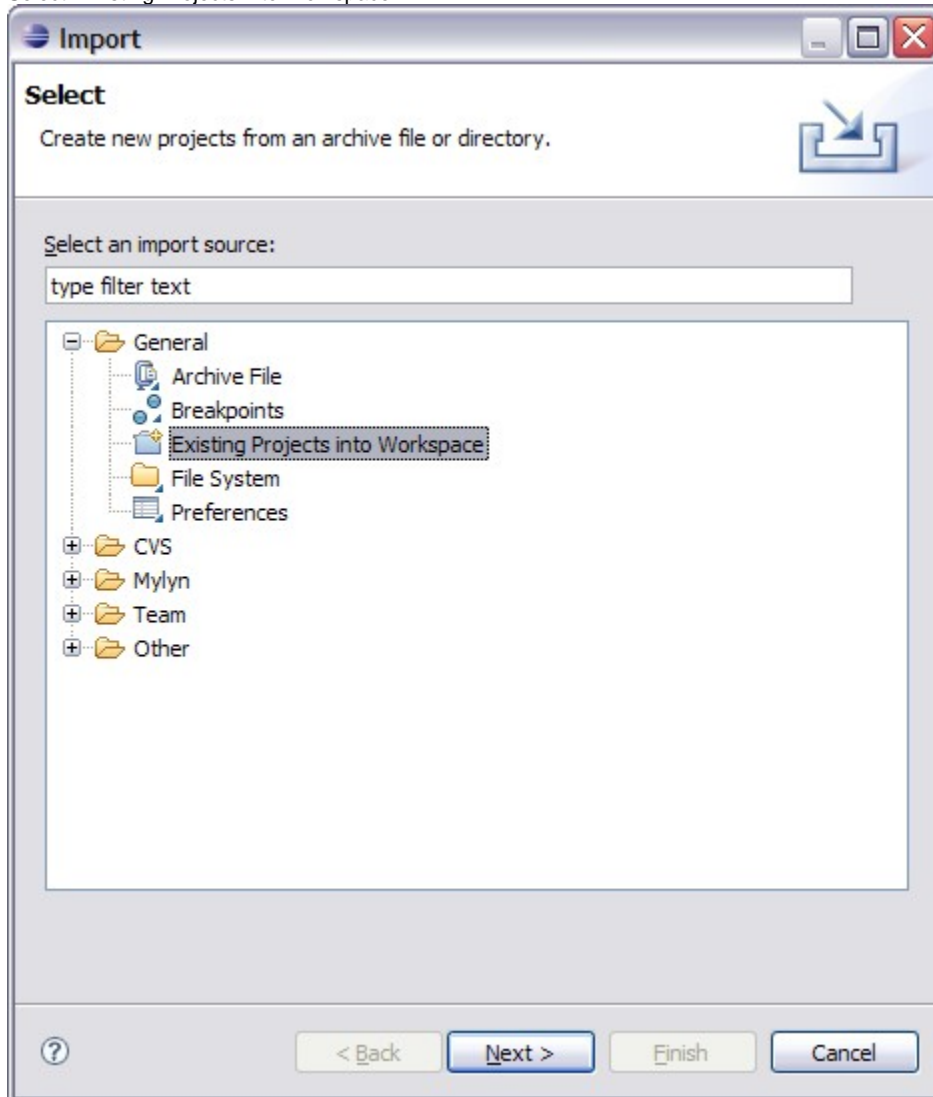 Import
Select
Create new projects from an archive file or directory.
Select an import source:
type filter text
General
Archive File
Breakpoints
Existing Projects into Workspace
File System
Preferences
CVS
Mylyn
Team
Other
< Back Next > Finish Cancel